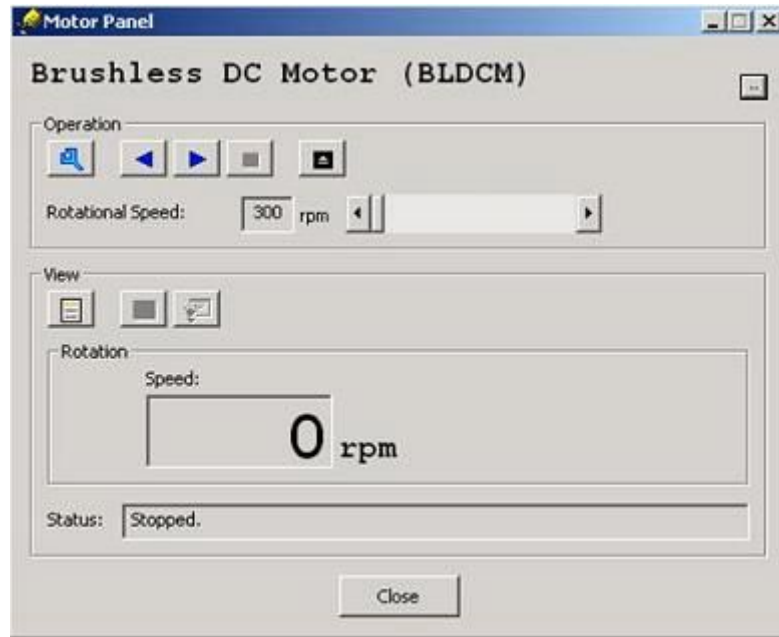 Motor Panel
Brushless DC Motor (BLDCM)
..
Operation
Rotational Speed: 300 rpm
View
Rotation
Speed:
0 rpm
Status: Stopped.
Close